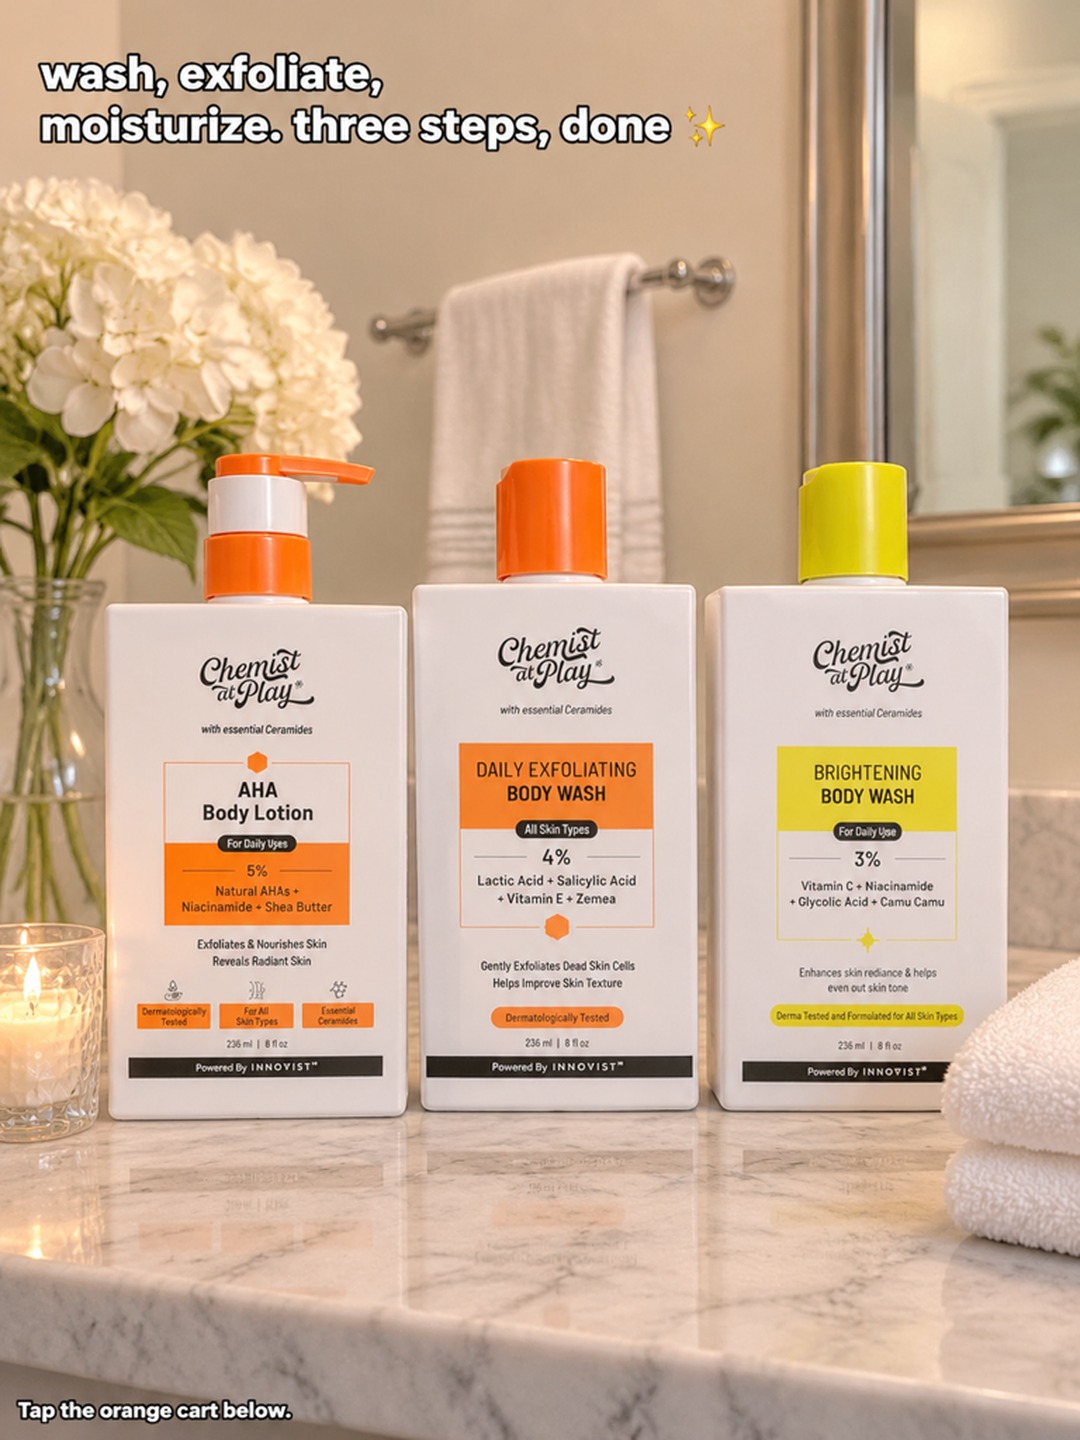 wash, exfoliate,
moisturize. three steps, done ✨
Chemist
at Play
with essential Ceramides
AHA
Body Lotion
For Daily Uses
5%
Natural AHAs +
Niacinamide + Shea Butter
Exfoliates & Nourishes Skin
Reveals Radiant Skin
Dermatologically
Tested
For All
Skin Types
Essential
Ceramides
236 ml | 8 fl oz
Powered By INNOVIST
Chemist
at Play
with essential Ceramides
DAILY EXFOLIATING
BODY WASH
All Skin Types
4%
Lactic Acid + Salicylic Acid
+ Vitamin E + Zemea
Gently Exfoliates Dead Skin Cells
Helps Improve Skin Texture
Dermatologically Tested
236 ml | 8 fl oz
Powered By INNOVIST
Chemist
at Play
with essential Ceramides
BRIGHTENING
BODY WASH
For Daily Use
3%
Vitamin C + Niacinamide
+ Glycolic Acid + Camu Camu
Enhances skin rediance & helps
even out skin tone
Derma Tested and Formulated for All Skin Types
236 ml | 8 fl oz
Powered By INNOVIST
Tap the orange cart below.